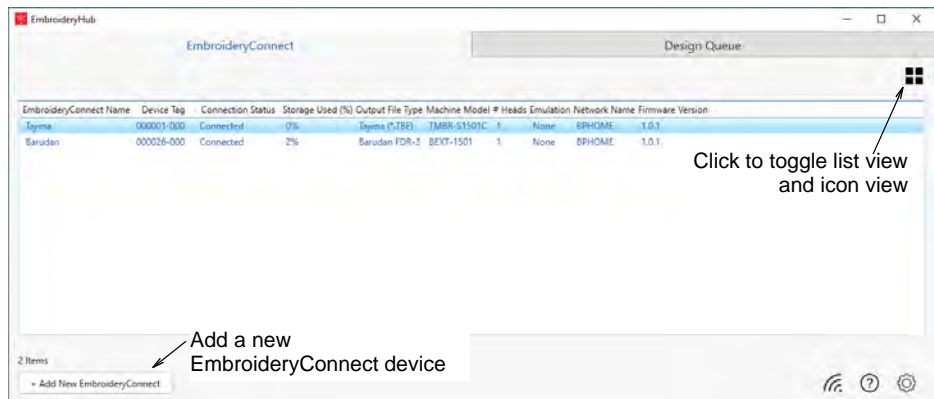 EmbroideryHub
EmbroideryConnect
Design Queue
EmbroideryConnect Name Device Tag Connection Status Storage Used (%) Output File Type Machine Model # Heads Emulation Network Name Firmware Version
Tajima 000001-000 Connected 0% Tajima (*.TBF) TMBR-S1501C 1 None BPHOME 1.0.1
Barudan 000026-000 Connected 2% Barudan FDR-3 BEXT-1501 1 None BPHOME 1.0.1
Click to toggle list view
and icon view
Add a new
EmbroideryConnect device
2 Items
+ Add New EmbroideryConnect